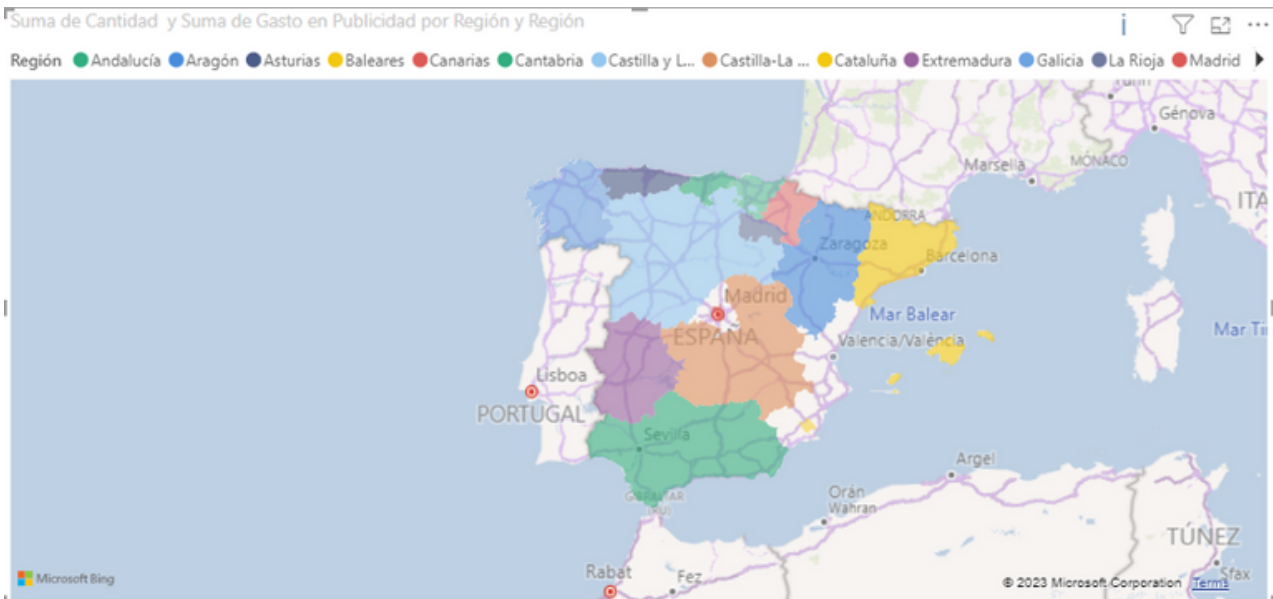 Suma de Cantidad y Suma de Gasto en Publicidad por Región y Región
Región Andalucía Aragón Asturias Baleares Canarias Cantabria Castilla y L... Castilla-La ... Cataluña Extremadura Galicia La Rioja Madrid
Génova
Marsella
MÓNACO
ITA
ANDORRA
Zaragoza
Barcelona
Madrid
Mar Balear
ESPAÑA
Valencia/València
Mar Ti
Lisboa
PORTUGAL
Sevilla
Argel
GIBRALTAR
(RU)
Orán
Wahran
TÚNEZ
Rabat
Fez
Sfax
Microsoft Bing
© 2023 Microsoft Corporation Terms